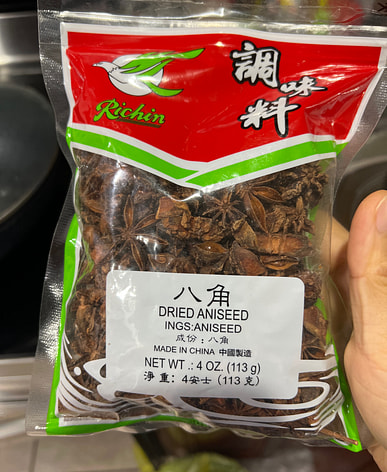 Richin
調味料
八角
DRIED ANISEED
INGS:ANISEED
成份：八角
MADE IN CHINA 中國製造
NET WT .: 4 OZ. (113 g)
淨 重: 4安士 (113 克)